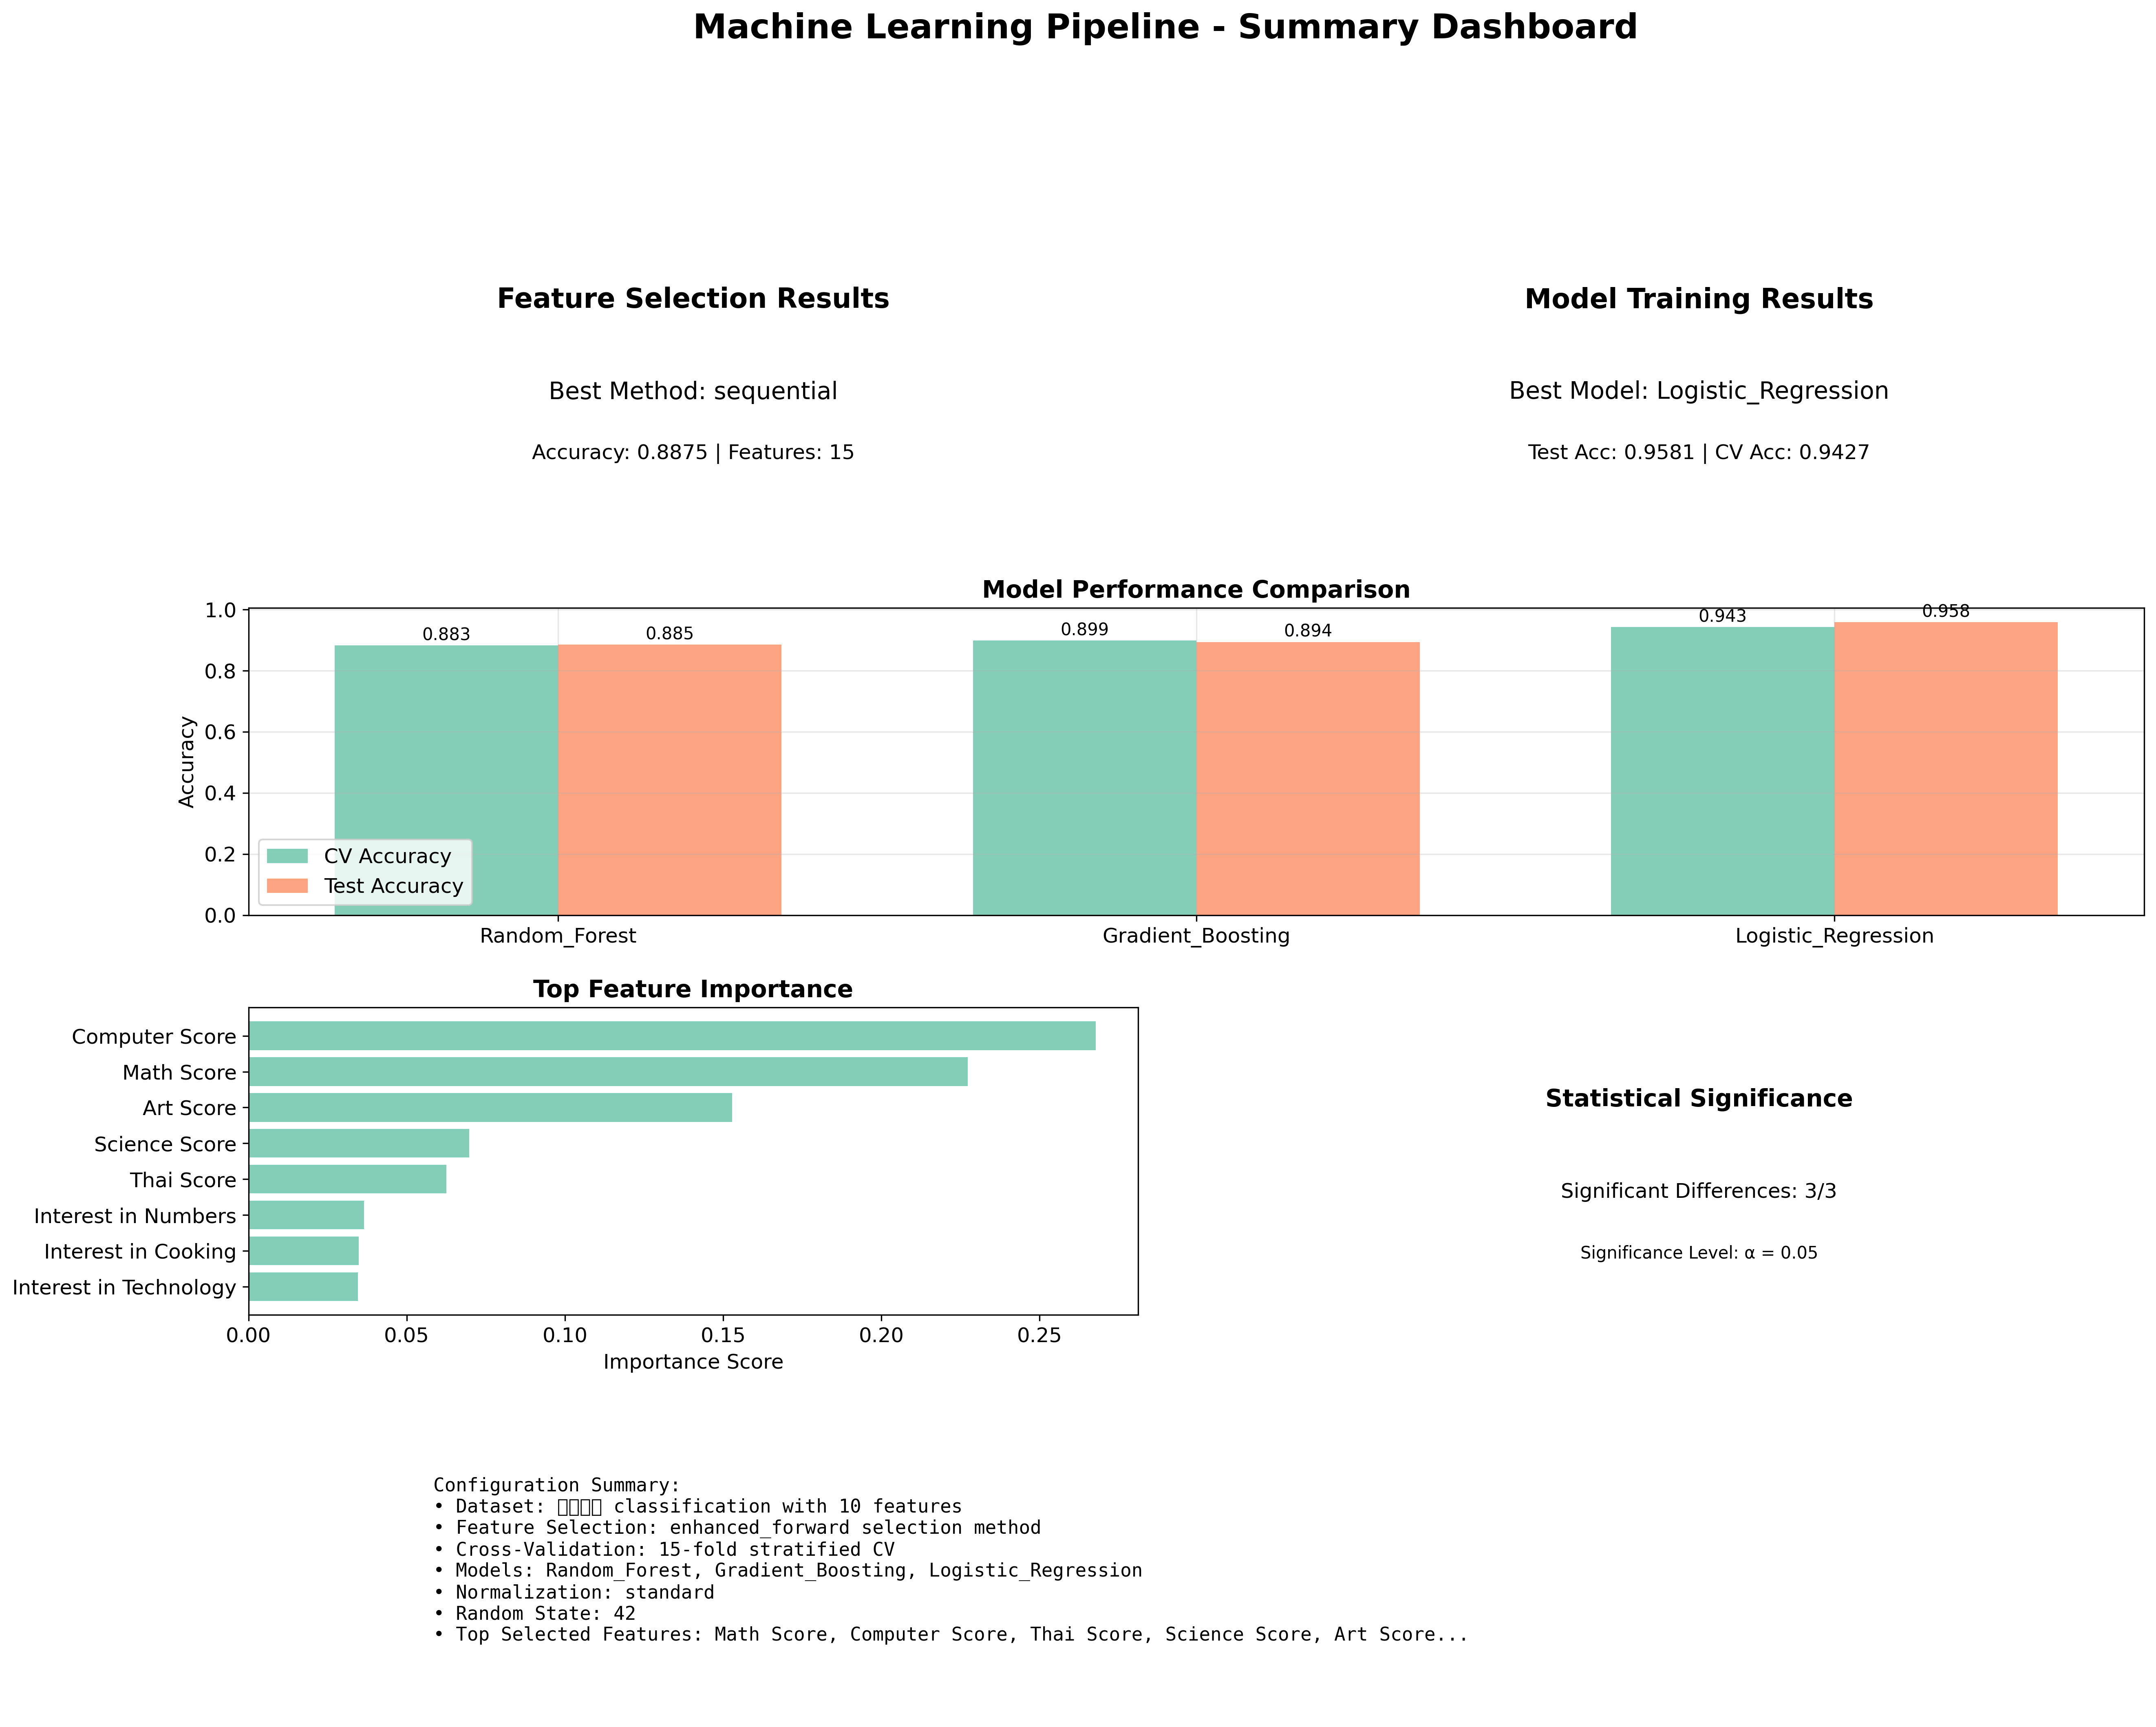 Machine Learning Pipeline - Summary Dashboard
Feature Selection Results
Best Method: sequential
Accuracy: 0.8875 | Features: 15
Model Training Results
Best Model: Logistic_Regression
Test Acc: 0.9581 | CV Acc: 0.9427
Model Performance Comparison
Accuracy
1.0
0.8
0.6
0.4
0.2
0.0
0.883
0.885
0.899
0.894
0.943
0.958
CV Accuracy
Test Accuracy
Random_Forest
Gradient_Boosting
Logistic_Regression
Top Feature Importance
Computer Score
Math Score
Art Score
Science Score
Thai Score
Interest in Numbers
Interest in Cooking
Interest in Technology
0.00
0.05
0.10
0.15
0.20
0.25
Importance Score
Statistical Significance
Significant Differences: 3/3
Significance Level: α = 0.05
Configuration Summary:
• Dataset: classification with 10 features
• Feature Selection: enhanced_forward selection method
• Cross-Validation: 15-fold stratified CV
• Models: Random_Forest, Gradient_Boosting, Logistic_Regression
• Normalization: standard
• Random State: 42
• Top Selected Features: Math Score, Computer Score, Thai Score, Science Score, Art Score...